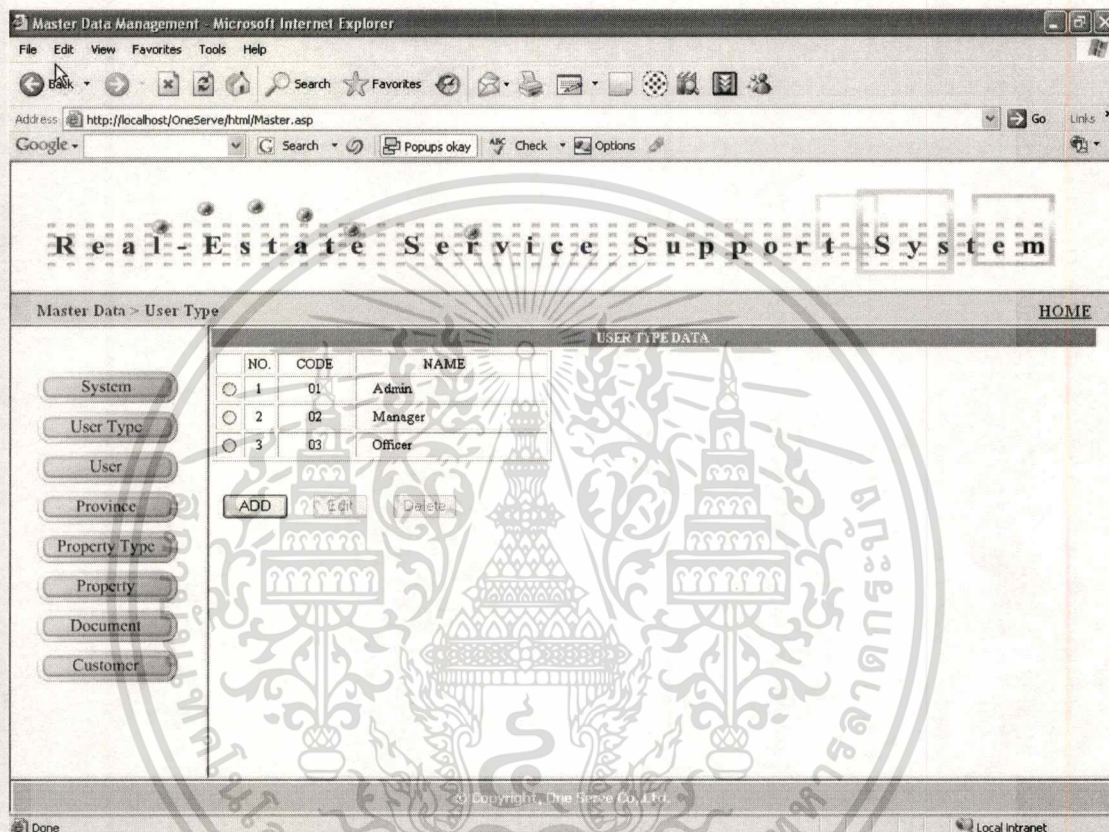 Master Data Management - Microsoft Internet Explorer
File Edit View Favorites Tools Help
Back Search Favorites
Address http://localhost/OneServe/html/Master.asp Go Links
Google Search Popups okay ABC Check Options
Real-Estate Service Support System
Master Data > User Type HOME
USER TYPE DATA
NO. CODE NAME
1 01 Admin
2 02 Manager
3 03 Officer
ADD Edit Delete
System
User Type
User
Province
Property Type
Property
Document
Customer
© Copyright, One Serve Co.,Ltd.
Done Local intranet